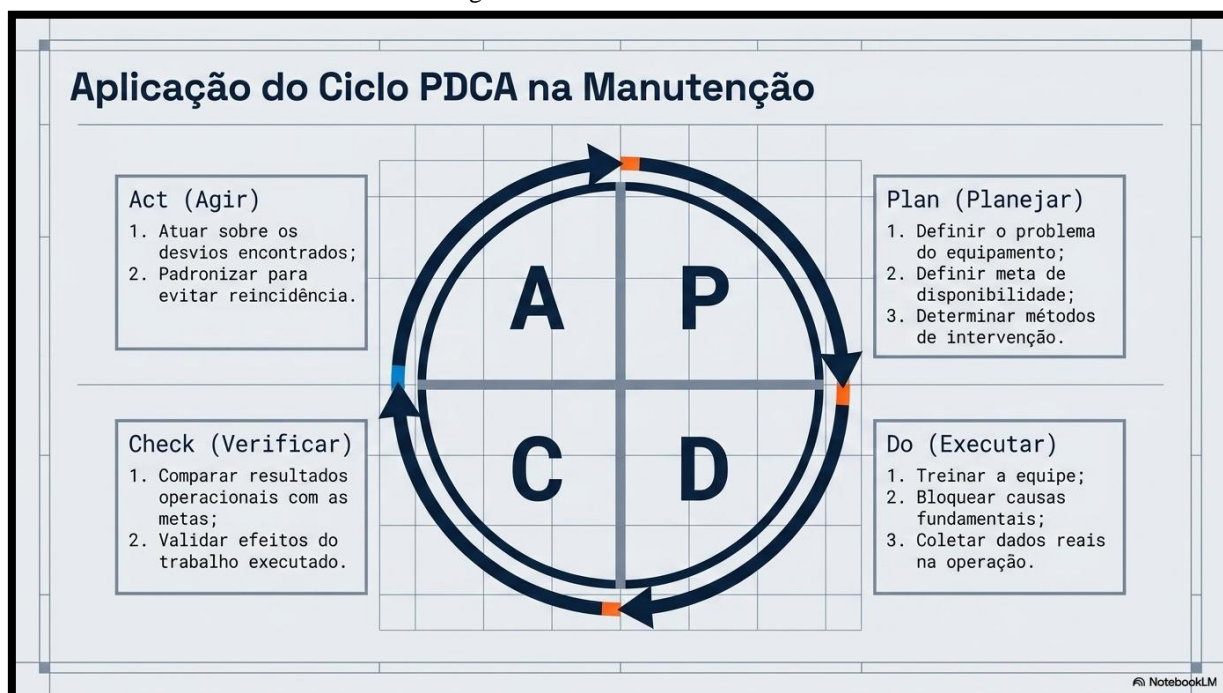 Aplicação do Ciclo PDCA na Manutenção
Act (Agir)
1. Atuar sobre os
desvios encontrados;
2. Padronizar para
evitar reincidência.
A
P
Plan (Planejar)
1. Definir o problema
do equipamento;
2. Definir meta de
disponibilidade;
3. Determinar métodos
de intervenção.
Check (Verificar)
1. Comparar resultados
operacionais com as
metas;
2. Validar efeitos do
trabalho executado.
C
D
Do (Executar)
1. Treinar a equipe;
2. Bloquear causas
fundamentais;
3. Coletar dados reais
na operação.
NotebookLM